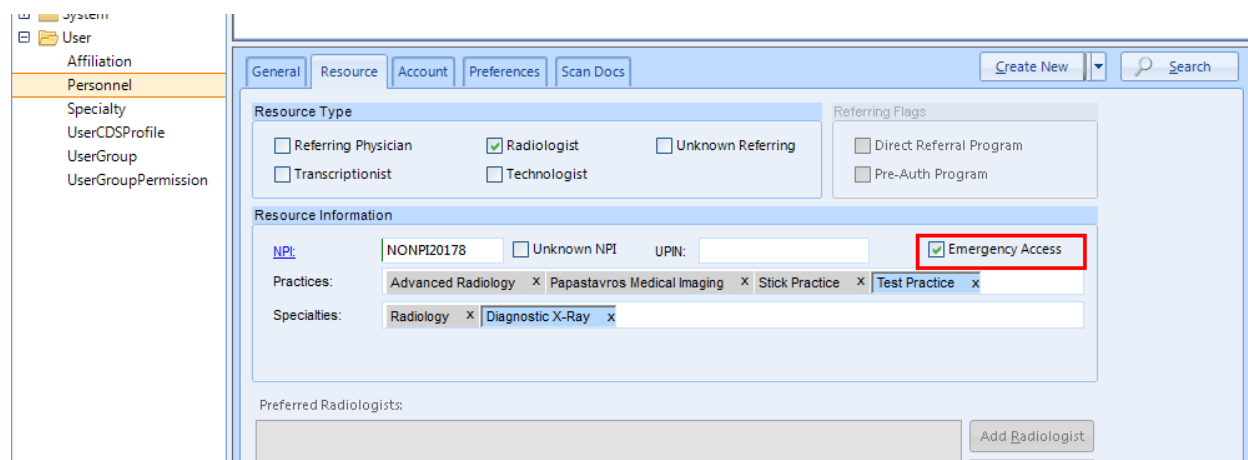 System
User
Affiliation
Personnel
Specialty
UserCDSProfile
UserGroup
UserGroupPermission
General Resource Account Preferences Scan Docs Create New Search
Resource Type Referring Flags
Referring Physician Radiologist Unknown Referring Direct Referral Program
Transcriptionist Technologist Pre-Auth Program
Resource Information
NPI: NONPI20178 Unknown NPI UPIN: Emergency Access
Practices: Advanced Radiology x Papastavros Medical Imaging x Stick Practice x Test Practice x
Specialties: Radiology x Diagnostic X-Ray x
Preferred Radiologists:
Add Radiologist